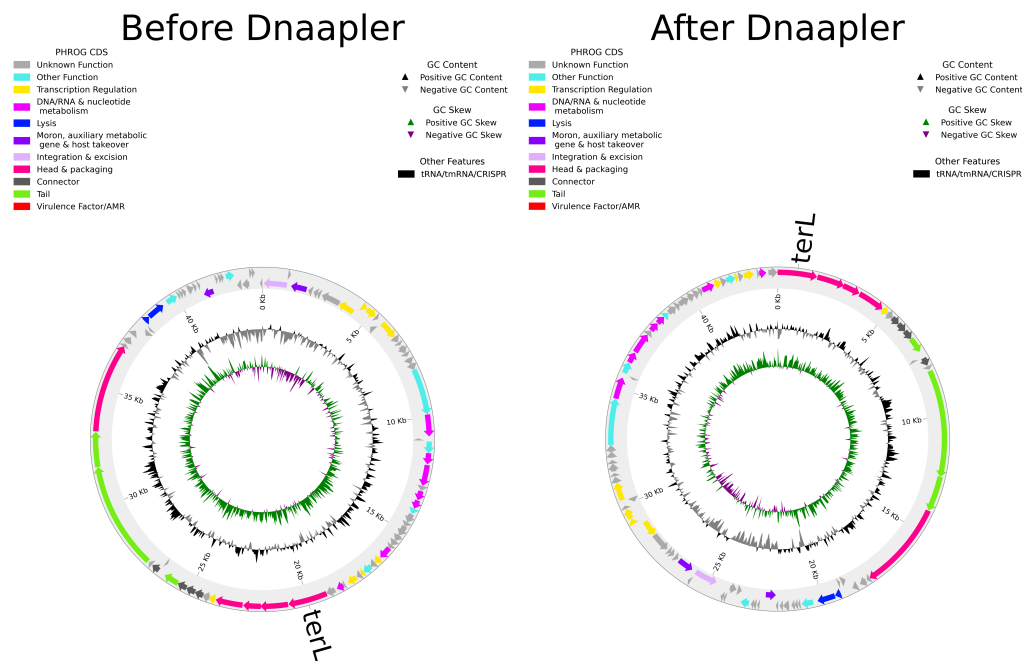 Before Dnaapler
PHROG CDS
Unknown Function
Other Function
Transcription Regulation
DNA/RNA & nucleotide
metabolism
Lysis
Moron, auxiliary metabolic
gene & host takeover
Integration & excision
Head & packaging
Connector
Tail
Virulence Factor/AMR
GC Content
Positive GC Content
Negative GC Content
GC Skew
Positive GC Skew
Negative GC Skew
Other Features
tRNA/tmRNA/CRISPR
0 Kb
5 Kb
10 Kb
15 Kb
20 Kb
25 Kb
30 Kb
35 Kb
40 Kb
terL
After Dnaapler
PHROG CDS
Unknown Function
Other Function
Transcription Regulation
DNA/RNA & nucleotide
metabolism
Lysis
Moron, auxiliary metabolic
gene & host takeover
Integration & excision
Head & packaging
Connector
Tail
Virulence Factor/AMR
GC Content
Positive GC Content
Negative GC Content
GC Skew
Positive GC Skew
Negative GC Skew
Other Features
tRNA/tmRNA/CRISPR
terL
0 Kb
5 Kb
10 Kb
15 Kb
20 Kb
25 Kb
30 Kb
35 Kb
40 Kb